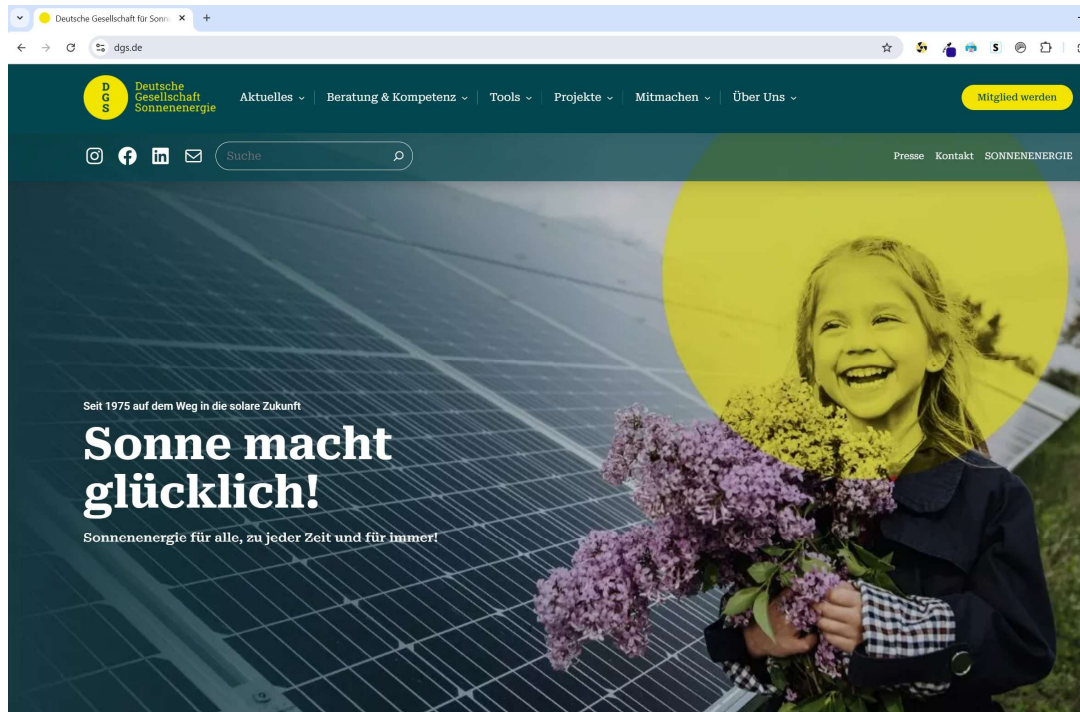 Deutsche Gesellschaft für Sonn
dgs.de
S
D
G
S
Deutsche
Gesellschaft
Sonnenenergie
Aktuelles
Beratung & Kompetenz
Tools
Projekte
Mitmachen
Über Uns
Mitglied werden
Suche
Presse Kontakt SONNENENERGIE
Seit 1975 auf dem Weg in die solare Zukunft
Sonne macht
glücklich!
Sonnenenergie für alle, zu jeder Zeit und für immer!